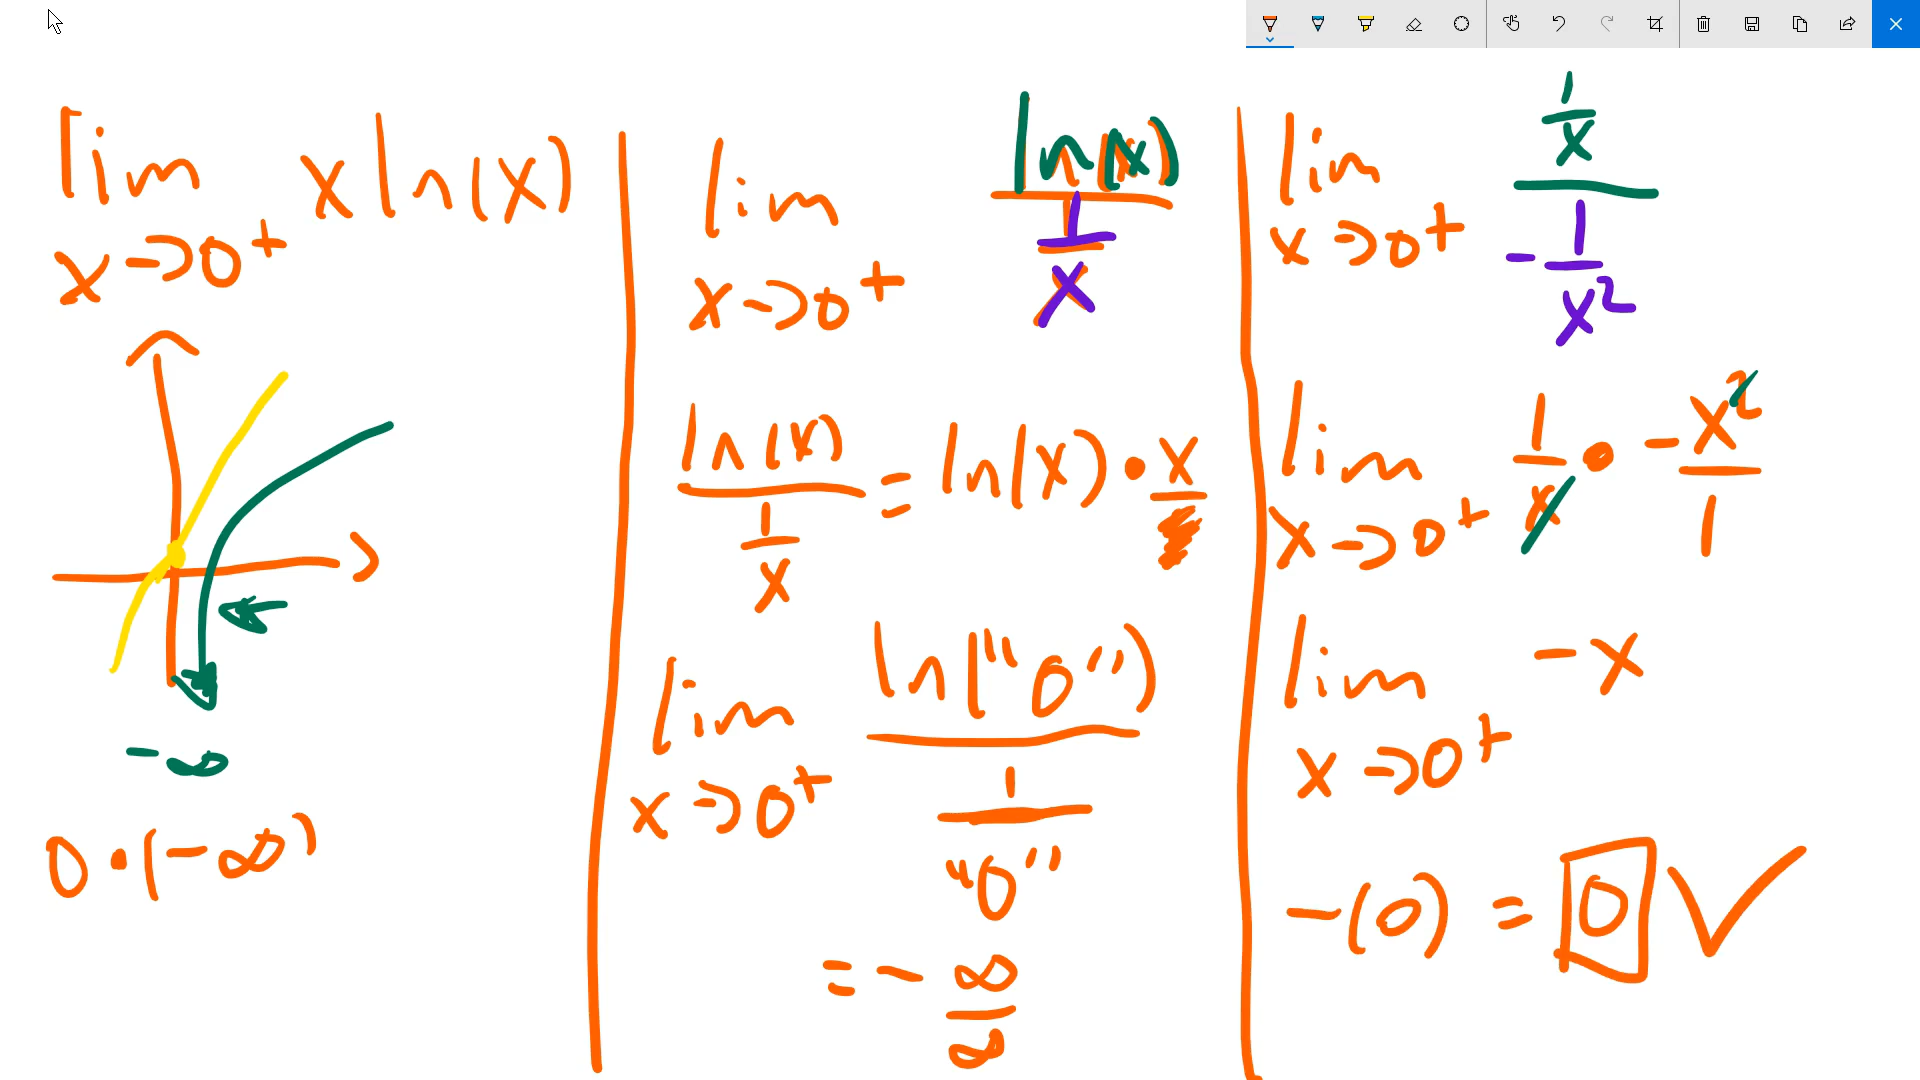 lim x ln(x)
x→0⁺
-∞
0·(-∞)
lim ln(x)/(1/x)
x→0⁺
ln(x)/(1/x) = ln(x)·x/
lim ln("0")/(1/"0")
x→0⁺
= -∞/∞
lim (1/x)/(-1/x²)
x→0⁺
lim 1/x · -x²/1
x→0⁺
lim -x
x→0⁺
-(0) = 0